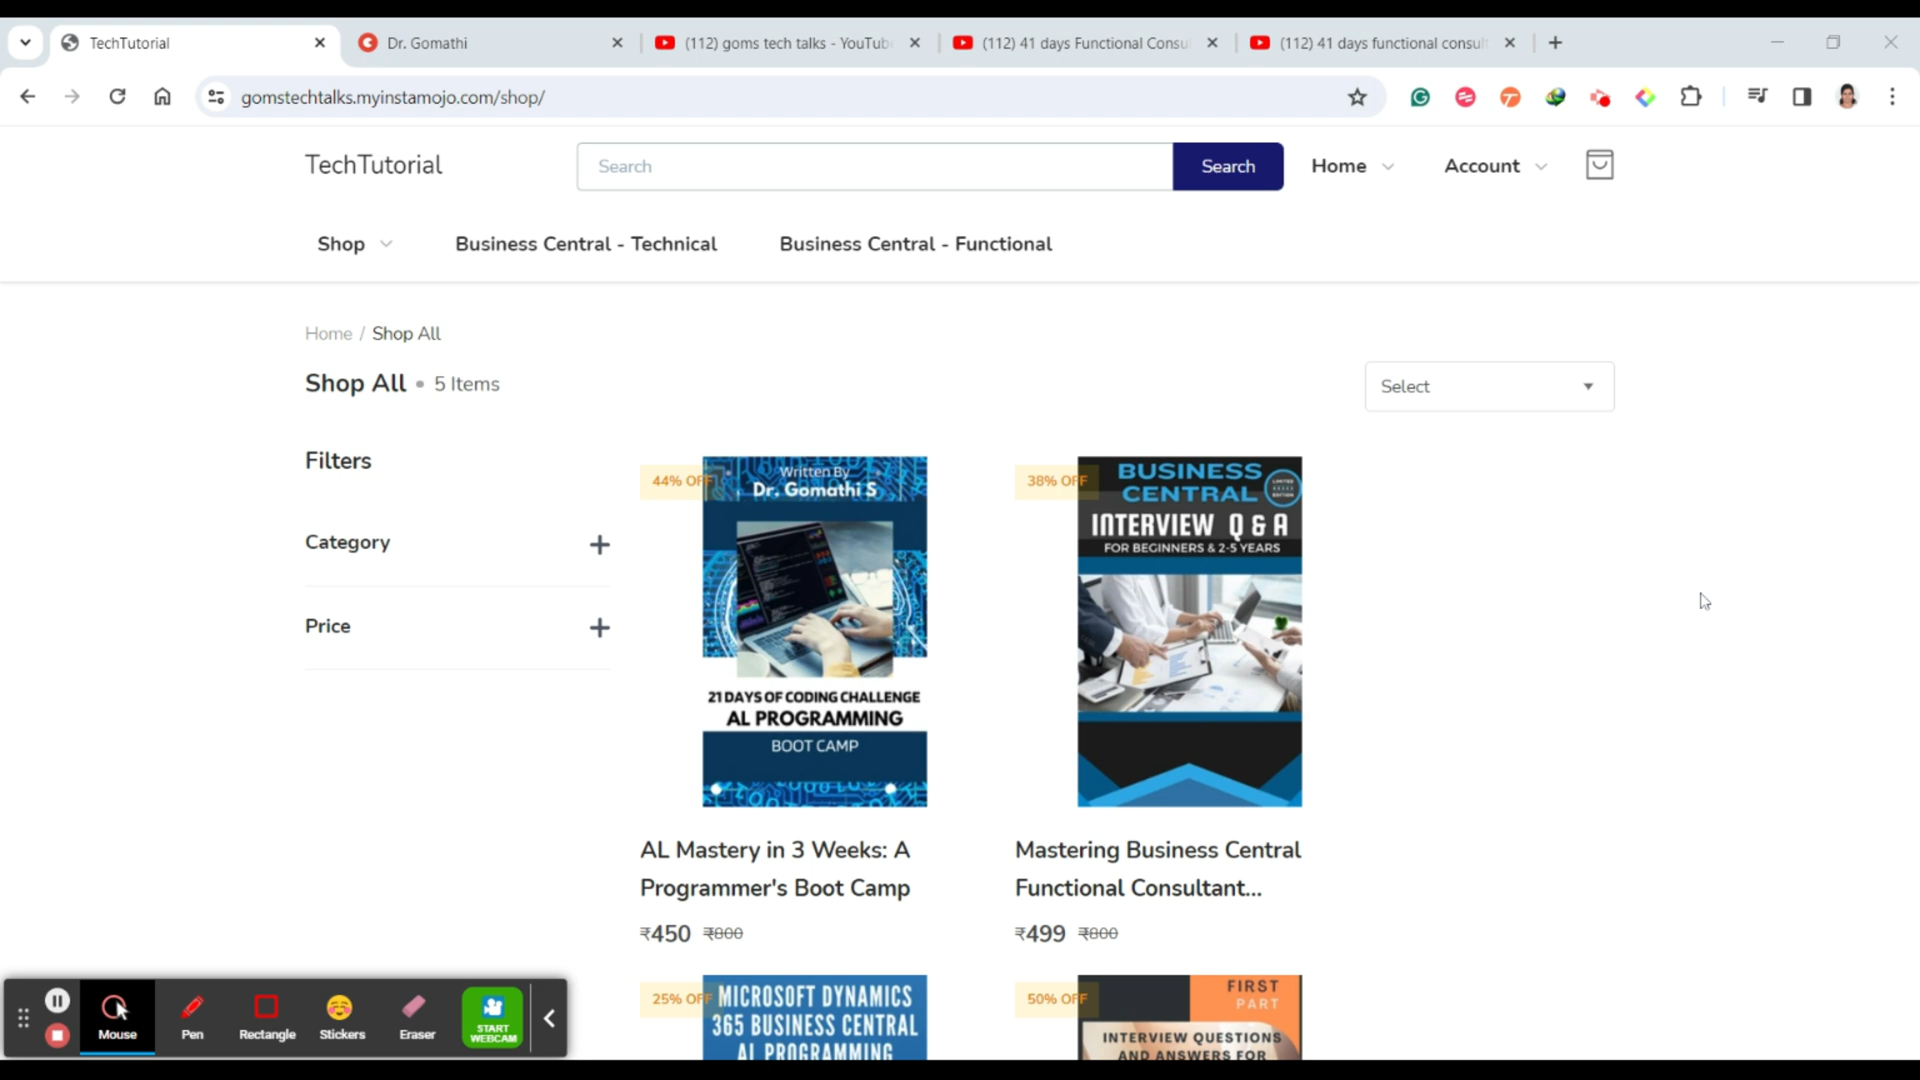 TechTutorial
Dr. Gomathi
(112) goms tech talks - YouTub
(112) 41 days Functional Consu
(112) 41 days functional consul
gomstechtalks.myinstamojo.com/shop/
TechTutorial
Search
Search
Home
Account
Shop
Business Central - Technical
Business Central - Functional
Home / Shop All
Shop All • 5 Items
Select
Filters
Category
Price
44% OFF
Written By
Dr. Gomathi S
21 DAYS OF CODING CHALLENGE
AL PROGRAMMING
BOOT CAMP
AL Mastery in 3 Weeks: A
Programmer's Boot Camp
₹450 ₹800
38% OFF
BUSINESS
CENTRAL
LIMITED
EDITION
INTERVIEW Q & A
FOR BEGINNERS & 2-5 YEARS
Mastering Business Central
Functional Consultant...
₹499 ₹800
25% OFF
MICROSOFT DYNAMICS
365 BUSINESS CENTRAL
AL PROGRAMMING
50% OFF
FIRST
PART
INTERVIEW QUESTIONS
AND ANSWERS FOR
Mouse
Pen
Rectangle
Stickers
Eraser
START
WEBCAM